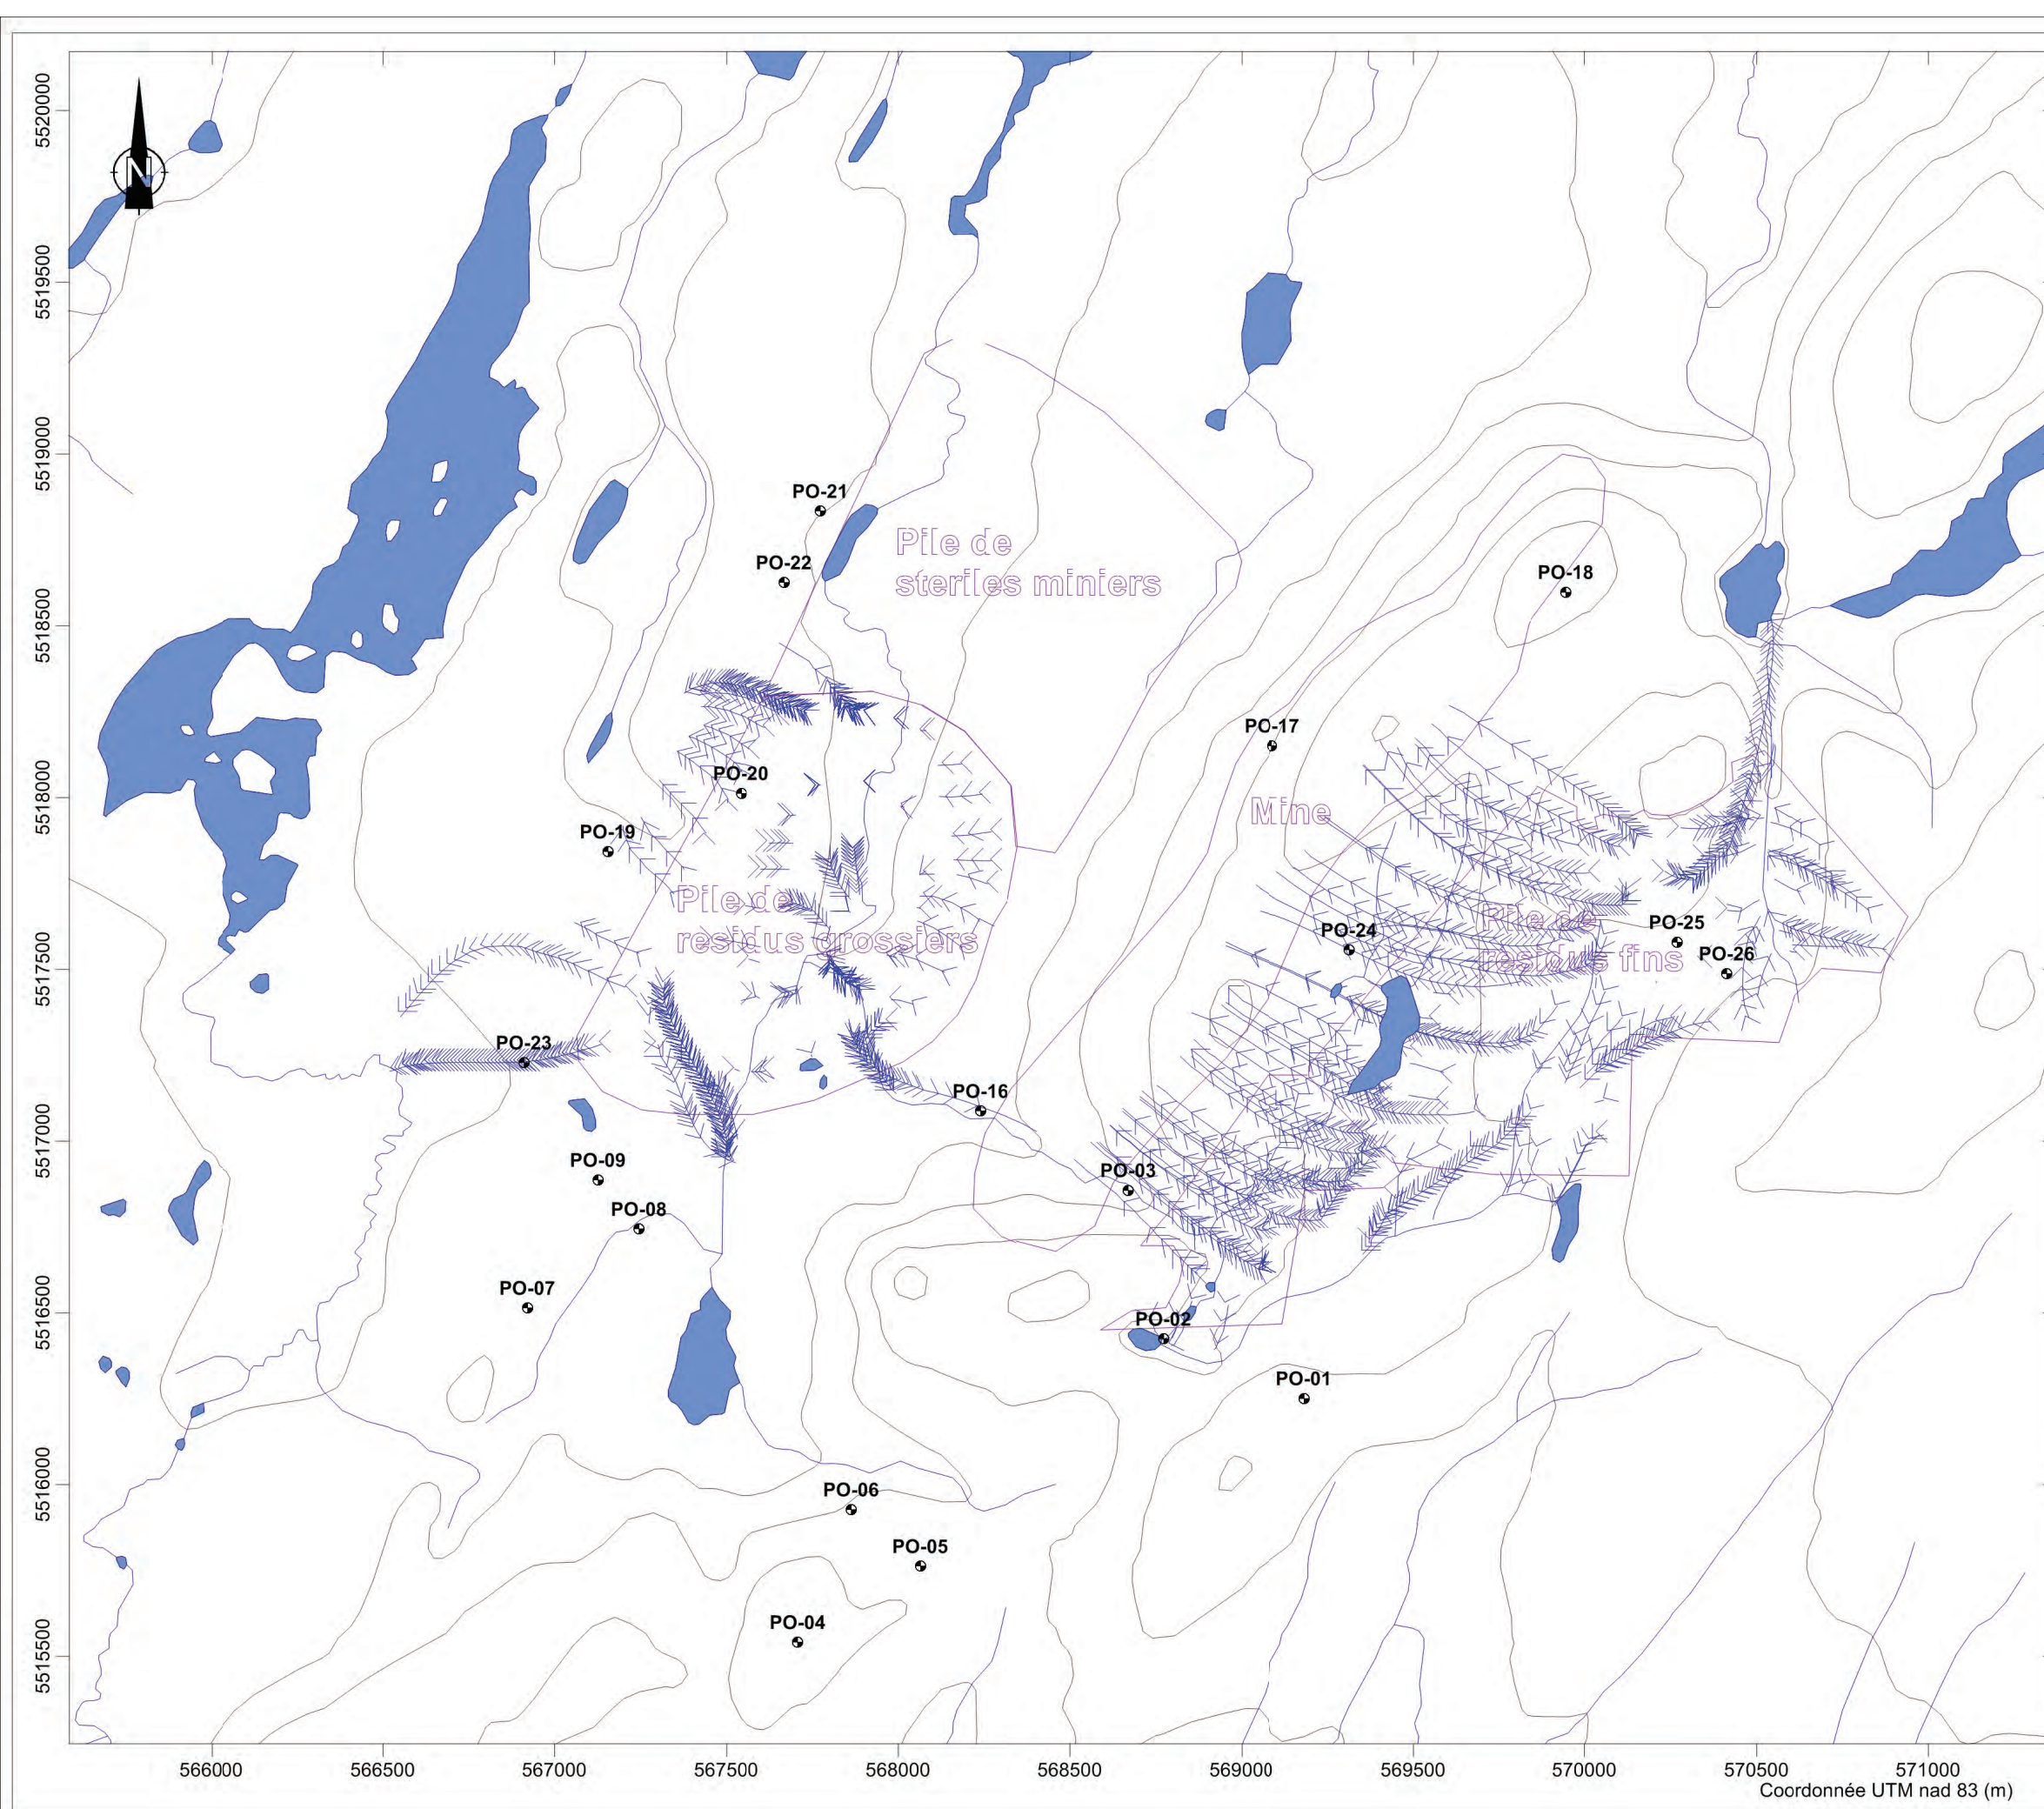 5520000
N
5519500
5519000
PO-21
Pile de
steriles miniers
PO-22
PO-18
5518500
PO-17
5518000
PO-20
Mine
PO-19
Pile de
residus grossiers
Pile de
residus fins
PO-24
PO-25
PO-26
5517500
PO-23
PO-16
5517000
PO-09
PO-03
PO-08
PO-07
5516500
PO-02
PO-01
5516000
PO-06
PO-05
PO-04
5515500
566000 566500 567000 567500 568000 568500 569000 569500 570000 570500 571000
Coordonnée UTM nad 83 (m)